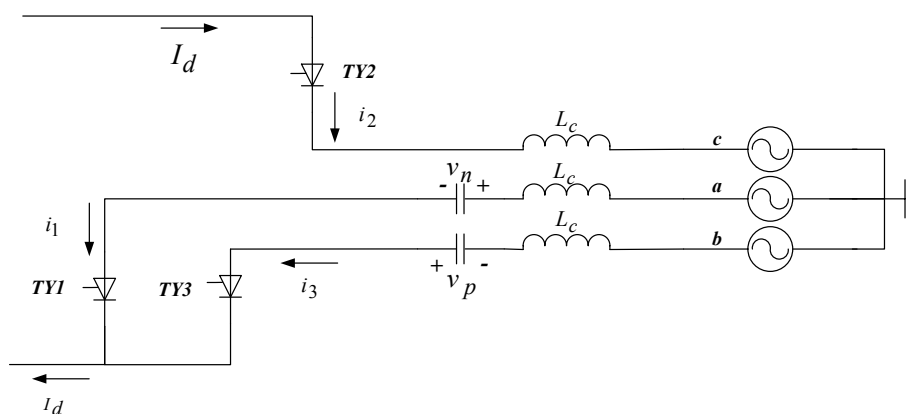 I_d
TY2
i_2
L_c
c
- v_n +
L_c
a
i_1
L_c
b
TY1
TY3
i_3
+ v_p -
I_d